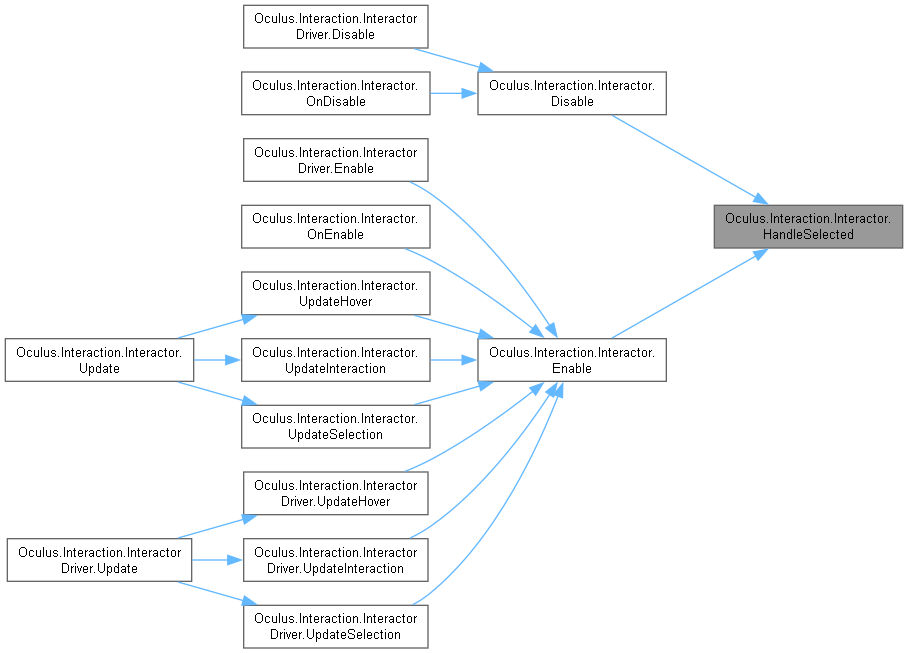 Oculus.Interaction.Interactor
Driver.Disable
Oculus.Interaction.Interactor.
OnDisable
Oculus.Interaction.Interactor.
Disable
Oculus.Interaction.Interactor
Driver.Enable
Oculus.Interaction.Interactor.
OnEnable
Oculus.Interaction.Interactor.
HandleSelected
Oculus.Interaction.Interactor.
UpdateHover
Oculus.Interaction.Interactor.
Update
Oculus.Interaction.Interactor.
UpdateInteraction
Oculus.Interaction.Interactor.
Enable
Oculus.Interaction.Interactor.
UpdateSelection
Oculus.Interaction.Interactor
Driver.UpdateHover
Oculus.Interaction.Interactor
Driver.Update
Oculus.Interaction.Interactor
Driver.UpdateInteraction
Oculus.Interaction.Interactor
Driver.UpdateSelection